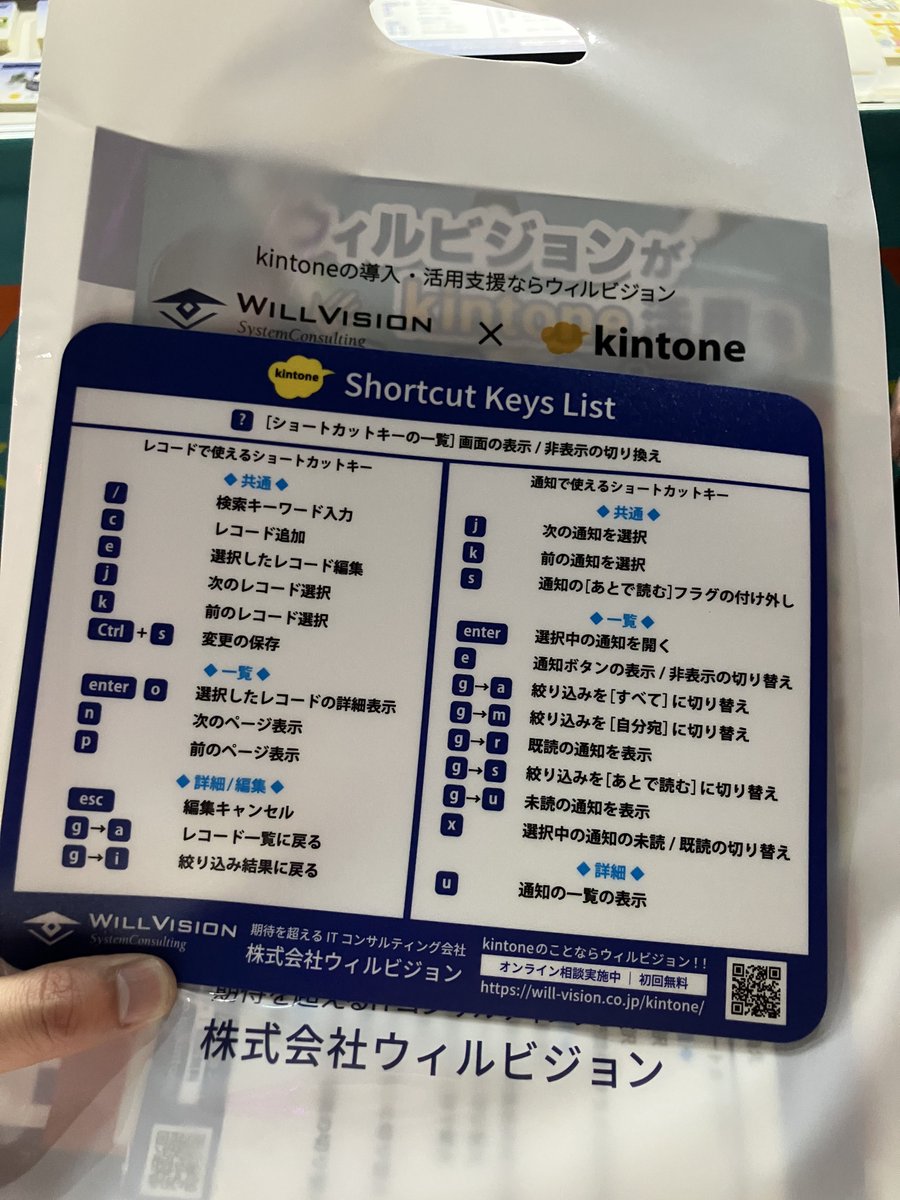 ウィルビジョンが
kintoneの導入・活用支援ならウィルビジョン
kintone
WILLVISION
SystemConsulting
×
kintone
kintone
Shortcut Keys List
? [ショートカットキーの一覧] 画面の表示 / 非表示の切り換え
レコードで使えるショートカットキー
◆ 共通 ◆
/ 検索キーワード入力
c レコード追加
e 選択したレコード編集
j 次のレコード選択
k 前のレコード選択
Ctrl + s 変更の保存
◆ 一覧 ◆
enter o 選択したレコードの詳細表示
n 次のページ表示
p 前のページ表示
◆ 詳細/編集 ◆
esc 編集キャンセル
g → a レコード一覧に戻る
g → i 絞り込み結果に戻る
通知で使えるショートカットキー
◆ 共通 ◆
j 次の通知を選択
k 前の通知を選択
s 通知の[あとで読む]フラグの付け外し
◆ 一覧 ◆
enter 選択中の通知を開く
e 通知ボタンの表示 / 非表示の切り替え
g → a 絞り込みを[すべて]に切り替え
g → m 絞り込みを[自分宛]に切り替え
g → r 既読の通知を表示
g → s 絞り込みを[あとで読む]に切り替え
g → u 未読の通知を表示
x 選択中の通知の未読 / 既読の切り替え
◆ 詳細 ◆
u 通知の一覧の表示
WILLVISION
SystemConsulting
期待を超える IT コンサルティング会社
株式会社ウィルビジョン
kintoneのことならウィルビジョン！！
オンライン相談実施中 | 初回無料
https://will-vision.co.jp/kintone/
株式会社ウィルビジョン